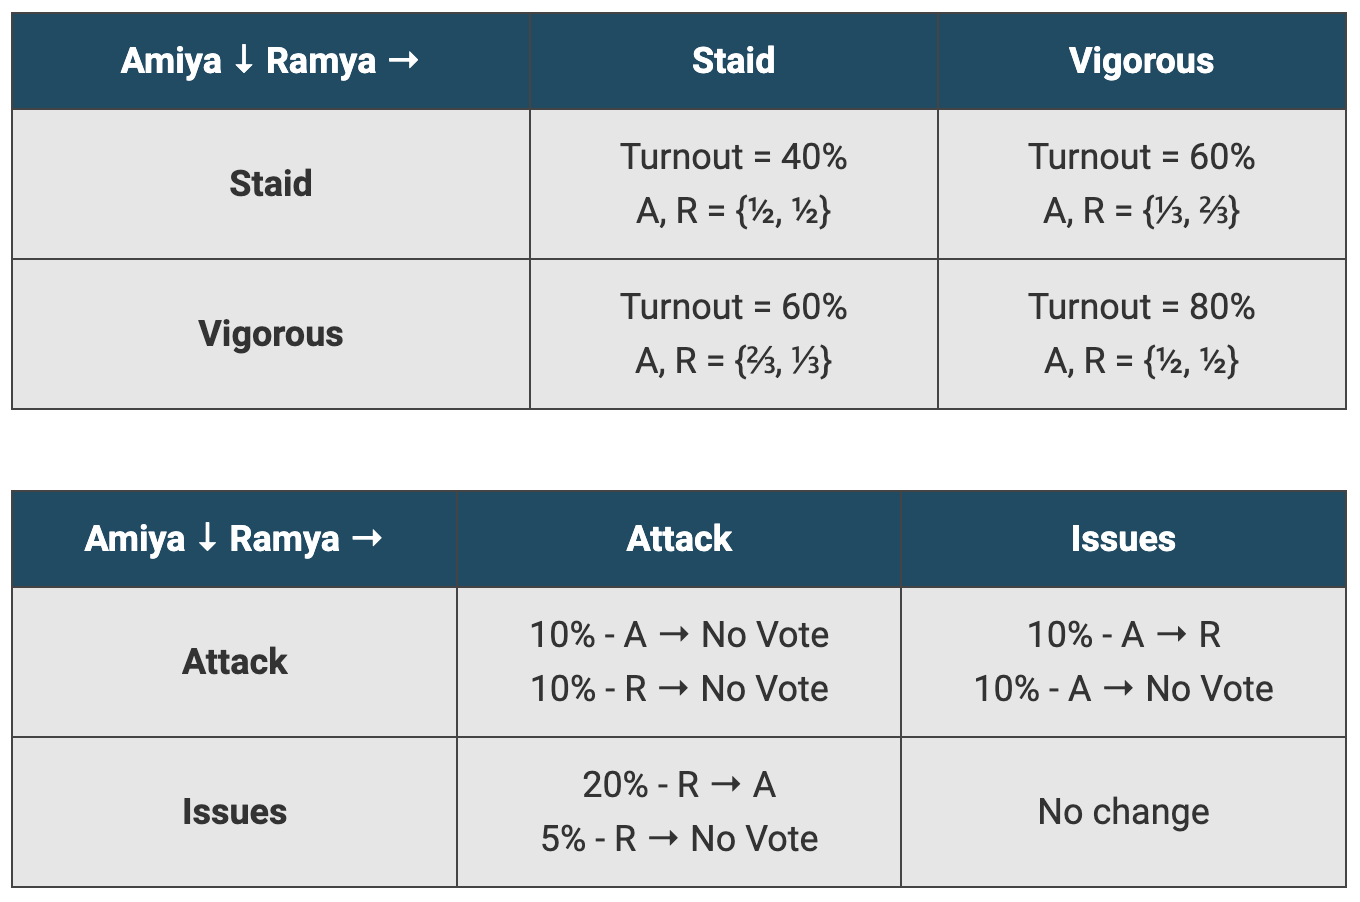 Amiya ↓ Ramya →
Staid
Vigorous
Staid
Turnout = 40%
A, R = {½, ½}
Turnout = 60%
A, R = {⅓, ⅔}
Vigorous
Turnout = 60%
A, R = {⅔, ⅓}
Turnout = 80%
A, R = {½, ½}
Amiya ↓ Ramya →
Attack
Issues
Attack
10% - A → No Vote
10% - R → No Vote
10% - A → R
10% - A → No Vote
Issues
20% - R → A
5% - R → No Vote
No change